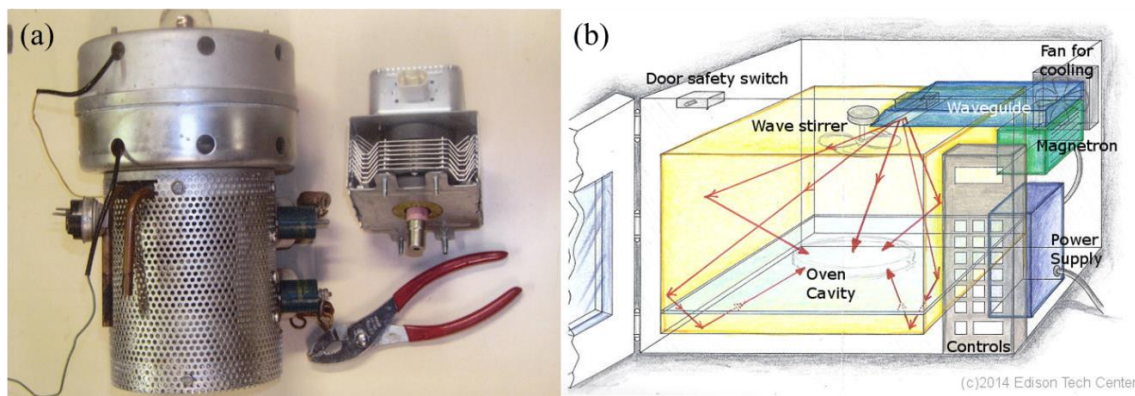 (a)
(b)
Fan for
cooling
Door safety switch
Waveguide
Wave stirrer
Magnetron
Power
Supply
Oven
Cavity
Controls
(c)2014 Edison Tech Center